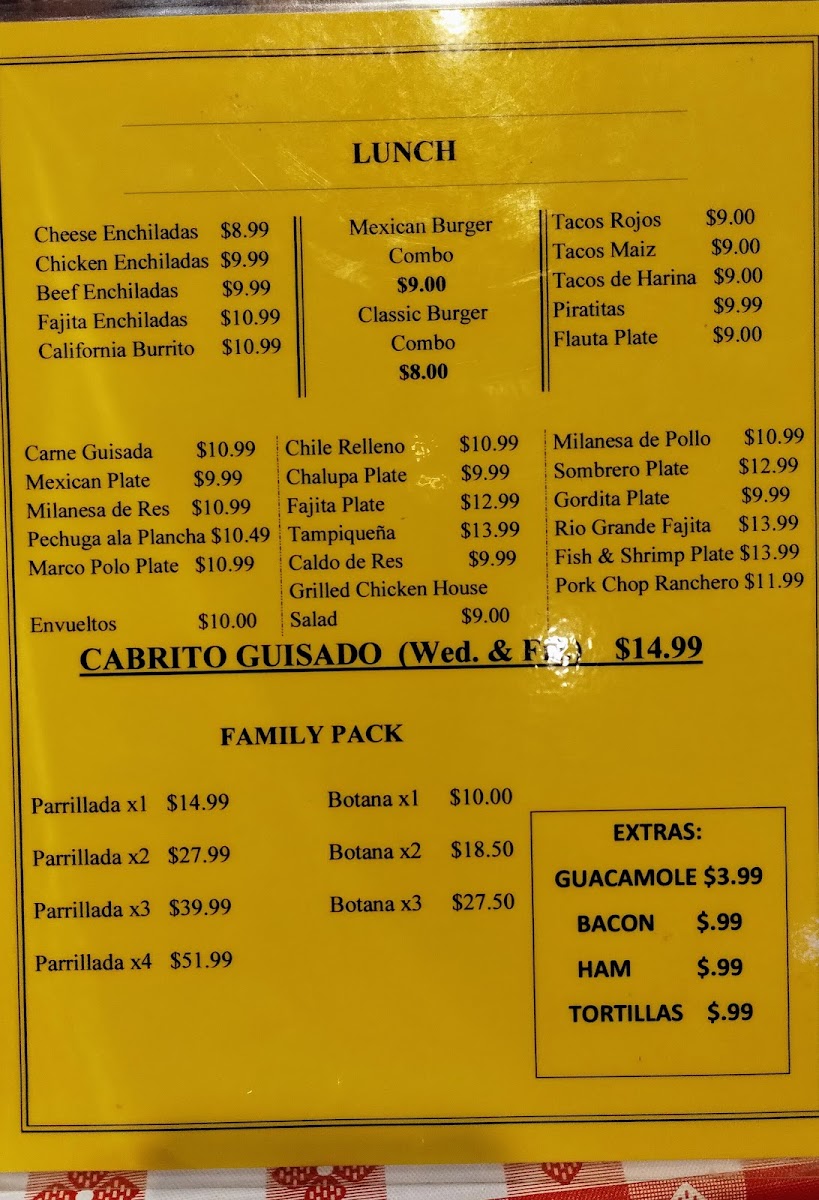 LUNCH
Cheese Enchiladas $8.99
Chicken Enchiladas $9.99
Beef Enchiladas $9.99
Fajita Enchiladas $10.99
California Burrito $10.99
Mexican Burger
Combo
$9.00
Classic Burger
Combo
$8.00
Tacos Rojos $9.00
Tacos Maiz $9.00
Tacos de Harina $9.00
Piratitas $9.99
Flauta Plate $9.00
Carne Guisada $10.99
Mexican Plate $9.99
Milanesa de Res $10.99
Pechuga ala Plancha $10.49
Marco Polo Plate $10.99
Envueltos $10.00
Chile Relleno $10.99
Chalupa Plate $9.99
Fajita Plate $12.99
Tampiqueña $13.99
Caldo de Res $9.99
Grilled Chicken House
Salad $9.00
Milanesa de Pollo $10.99
Sombrero Plate $12.99
Gordita Plate $9.99
Rio Grande Fajita $13.99
Fish & Shrimp Plate $13.99
Pork Chop Ranchero $11.99
CABRITO GUISADO (Wed. & Fri.) $14.99
FAMILY PACK
Parrillada x1 $14.99
Parrillada x2 $27.99
Parrillada x3 $39.99
Parrillada x4 $51.99
Botana x1 $10.00
Botana x2 $18.50
Botana x3 $27.50
EXTRAS:
GUACAMOLE $3.99
BACON $.99
HAM $.99
TORTILLAS $.99